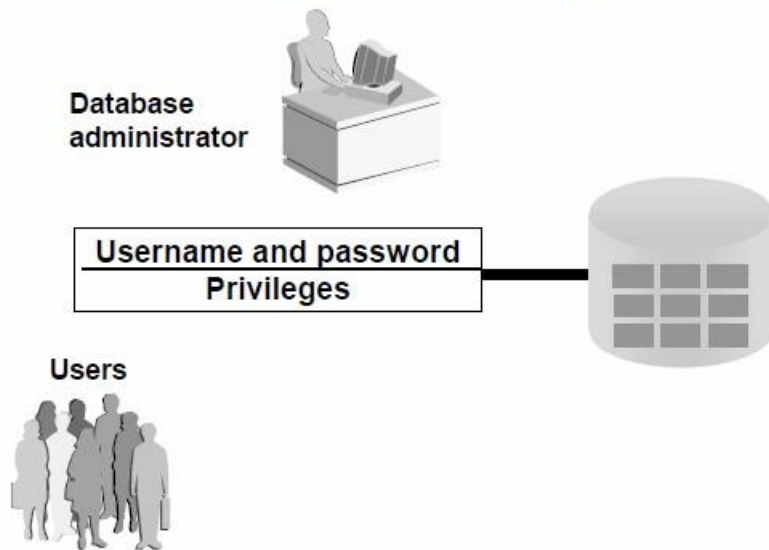 Database
administrator
Username and password
Privileges
Users